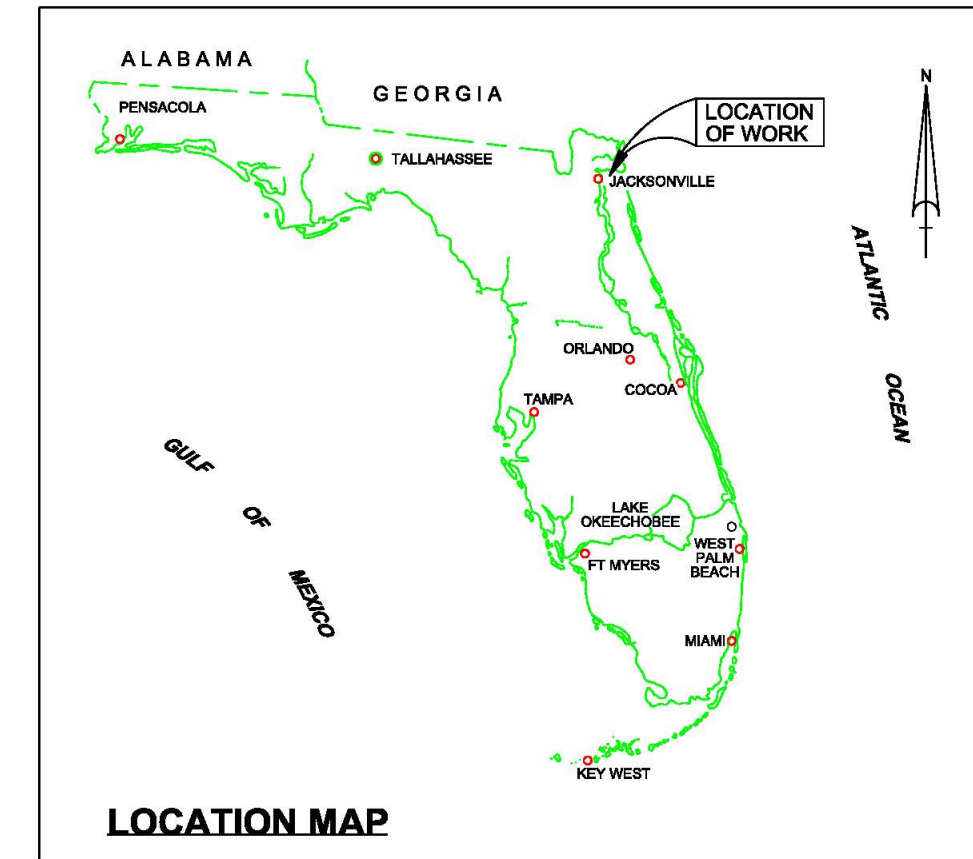 ALABAMA
GEORGIA
N
PENSACOLA
LOCATION
OF WORK
TALLAHASSEE
JACKSONVILLE
ATLANTIC
OCEAN
ORLANDO
COCOA
TAMPA
GULF
OF
MEXICO
LAKE
OKEECHOBEE
WEST
PALM
BEACH
FT MYERS
MIAMI
KEY WEST
LOCATION MAP